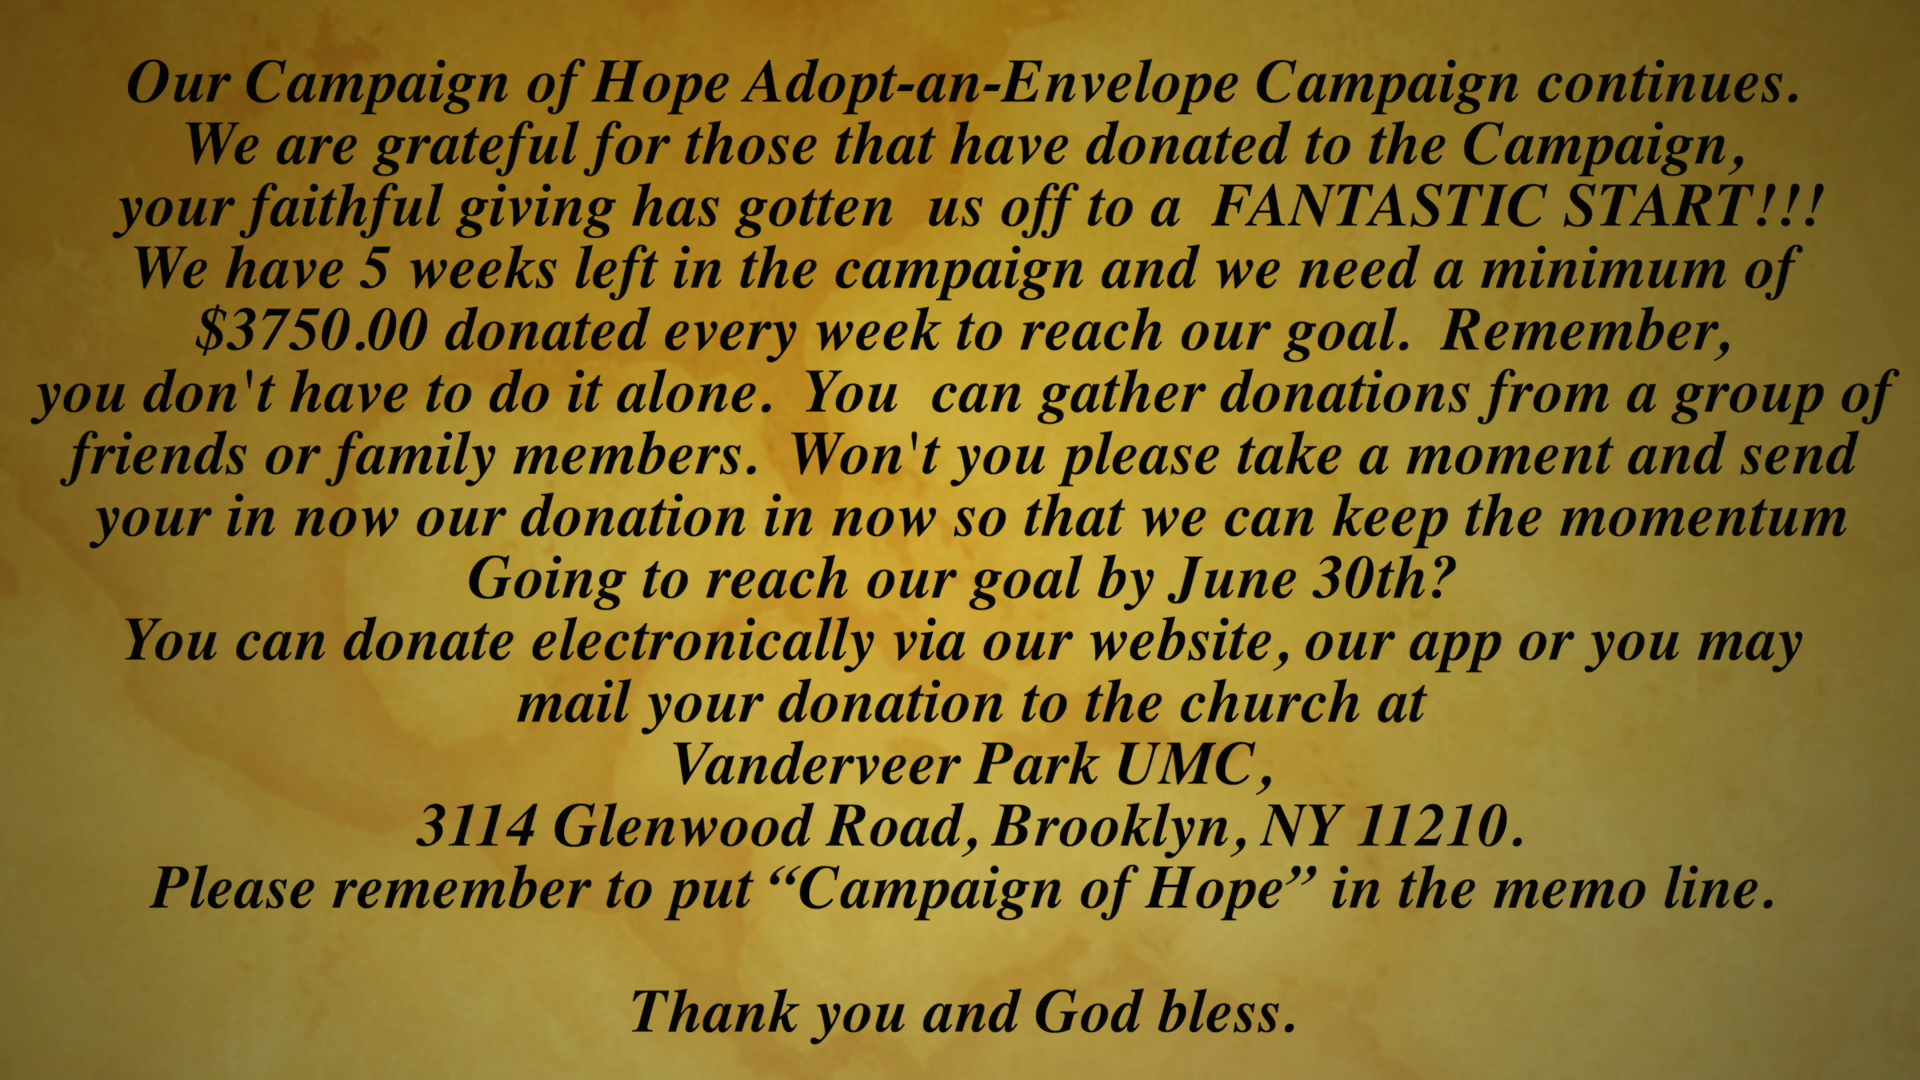 Our Campaign of Hope Adopt-an-Envelope Campaign continues.
We are grateful for those that have donated to the Campaign,
your faithful giving has gotten  us off to a  FANTASTIC START!!!
We have 5 weeks left in the campaign and we need a minimum of
$3750.00 donated every week to reach our goal.  Remember,
you don't have to do it alone.  You  can gather donations from a group of
friends or family members.  Won't you please take a moment and send
your in now our donation in now so that we can keep the momentum
Going to reach our goal by June 30th?
You can donate electronically via our website, our app or you may
mail your donation to the church at
Vanderveer Park UMC,
3114 Glenwood Road, Brooklyn, NY 11210.
Please remember to put “Campaign of Hope” in the memo line.
Thank you and God bless.